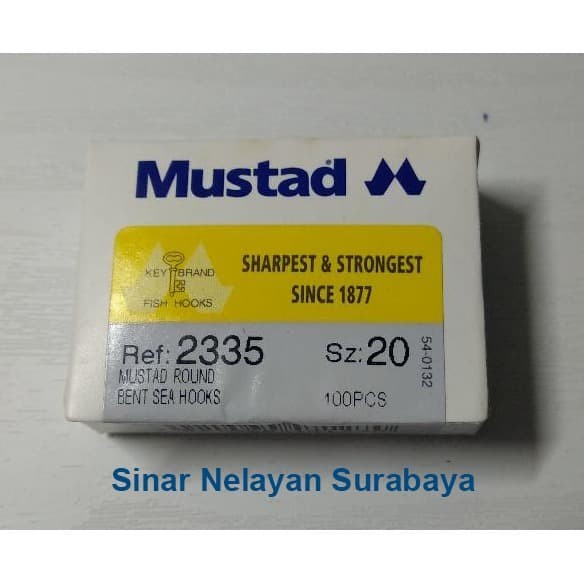 Mustad
KEY BRAND
FISH HOOKS
SHARPEST & STRONGEST
SINCE 1877
Ref: 2335
Sz: 20
MUSTAD ROUND
BENT SEA HOOKS
100PCS
54-0132
Sinar Nelayan Surabaya